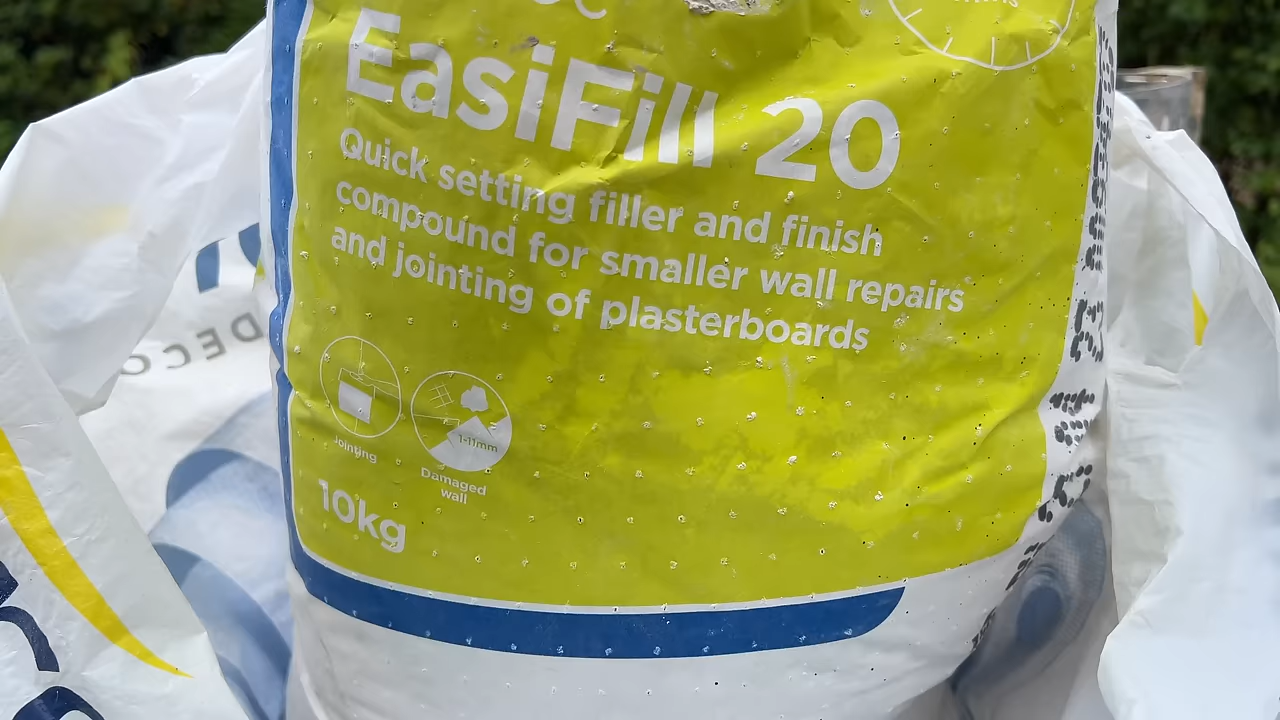 EasiFill 20
Quick setting filler and finish
compound for smaller wall repairs
and jointing of plasterboards
Jointing
1-11mm
Damaged
wall
10kg
DECO